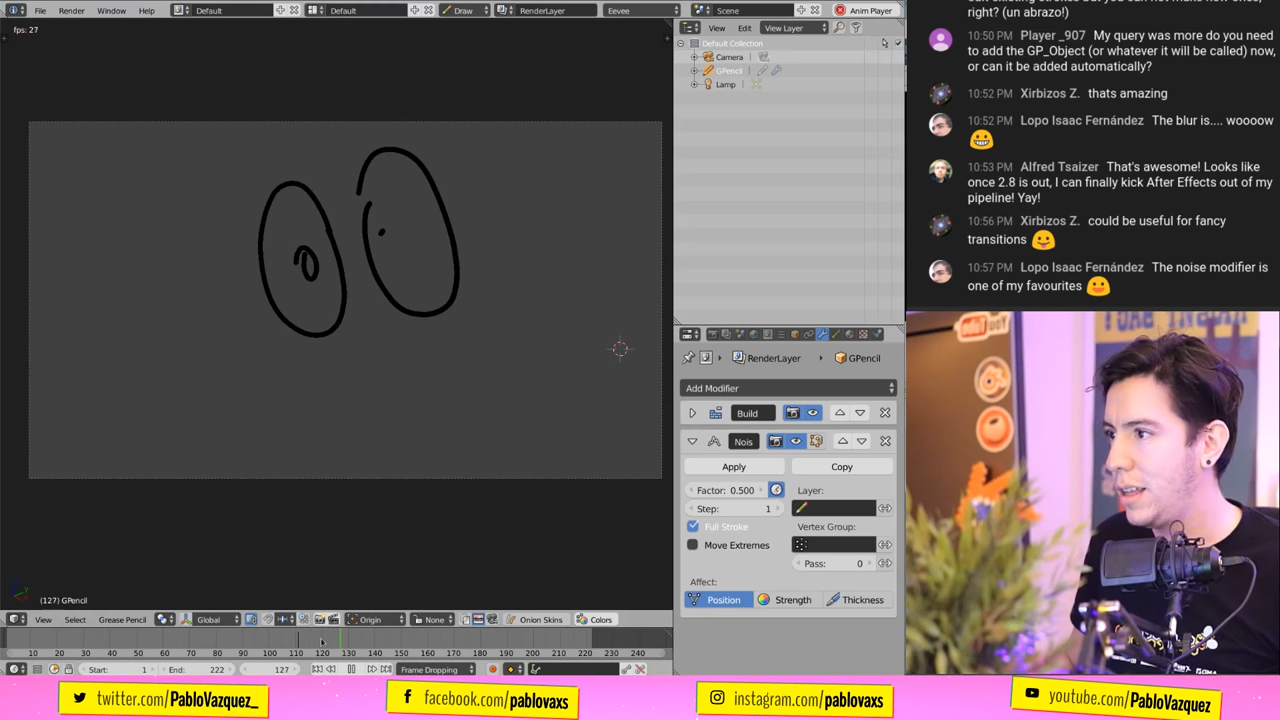 File Render Window Help Default Default Draw RenderLayer Eevee Scene Anim Player
fps: 27
View Edit View Layer
Default Collection
Camera
GPencil
Lamp
RenderLayer GPencil
Add Modifier
Build
Nois
Apply Copy
Factor: 0.500 Layer:
Step: 1
Full Stroke Vertex Group:
Move Extremes
Pass: 0
Affect:
Position Strength Thickness
(127) GPencil
View Select Grease Pencil Global Origin None Onion Skins Colors
10 20 30 40 50 60 70 80 90 100 110 120 130 140 150 160 170 180 190 200 210 220 230 240
Start: 1 End: 222 127 Frame Dropping
right? (un abrazo!)
10:50 PM Player _907 My query was more do you need
to add the GP_Object (or whatever it will be called) now,
or can it be added automatically?
10:52 PM Xirbizos Z. thats amazing
10:52 PM Lopo Isaac Fernández The blur is.... woooow
😀
10:53 PM Alfred Tsaizer That's awesome! Looks like
once 2.8 is out, I can finally kick After Effects out of my
pipeline! Yay!
10:56 PM Xirbizos Z. could be useful for fancy
transitions 😛
10:57 PM Lopo Isaac Fernández The noise modifier is
one of my favourites 😃
twitter.com/PabloVazquez_
facebook.com/pablovaxs
instagram.com/pablovaxs
youtube.com/PabloVazquez